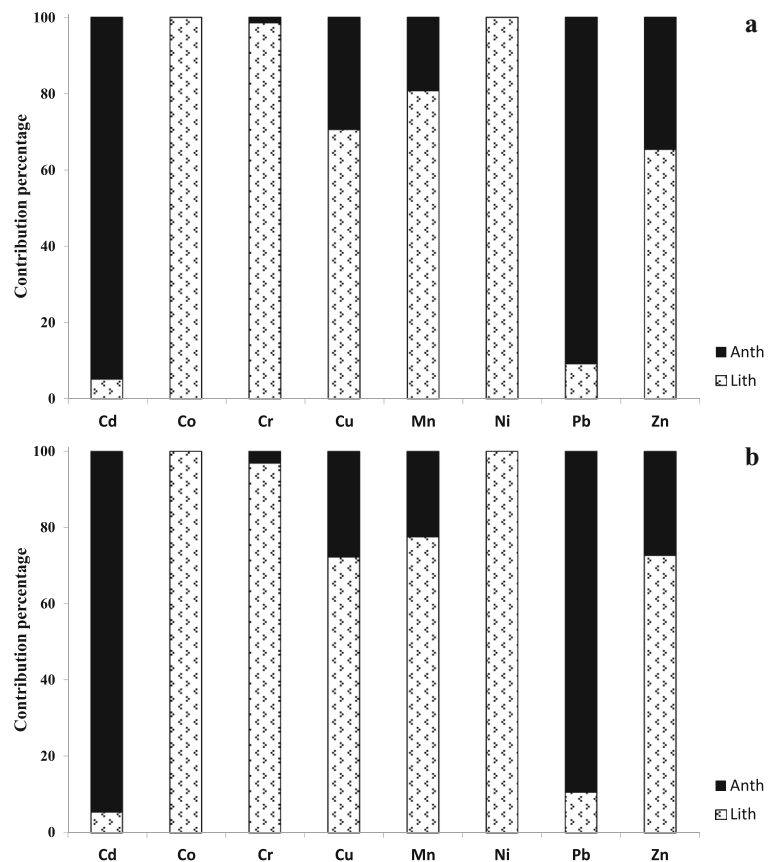 a
100
80
60
40
20
0
Contribution percentage
Anth
Lith
Cd Co Cr Cu Mn Ni Pb Zn
b
100
80
60
40
20
0
Contribution percentage
Anth
Lith
Cd Co Cr Cu Mn Ni Pb Zn